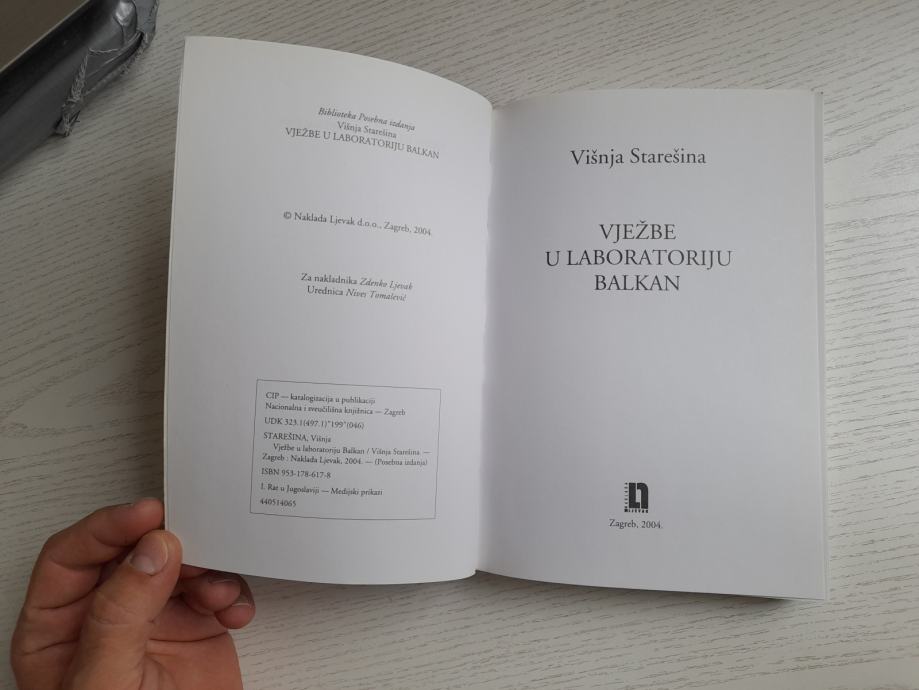 Biblioteka Posebna izdanja
Višnja Starešina
VJEŽBE U LABORATORIJU BALKAN
© Naklada Ljevak d.o.o., Zagreb, 2004.
Za nakladnika Zdenko Ljevak
Urednica Nives Tomašević
CIP — katalogizacija u publikaciji
Nacionalna i sveučilišna knjižnica — Zagreb
UDK 323.1(497.1)"199"(046)
STAREŠINA, Višnja
Vježbe u laboratoriju Balkan / Višnja Starešina. —
Zagreb : Naklada Ljevak, 2004. — (Posebna izdanja)
ISBN 953-178-617-8
I. Rat u Jugoslaviji — Medijski prikazi
440514065
Višnja Starešina
VJEŽBE
U LABORATORIJU
BALKAN
NAKLADA
LJEVAK
Zagreb, 2004.